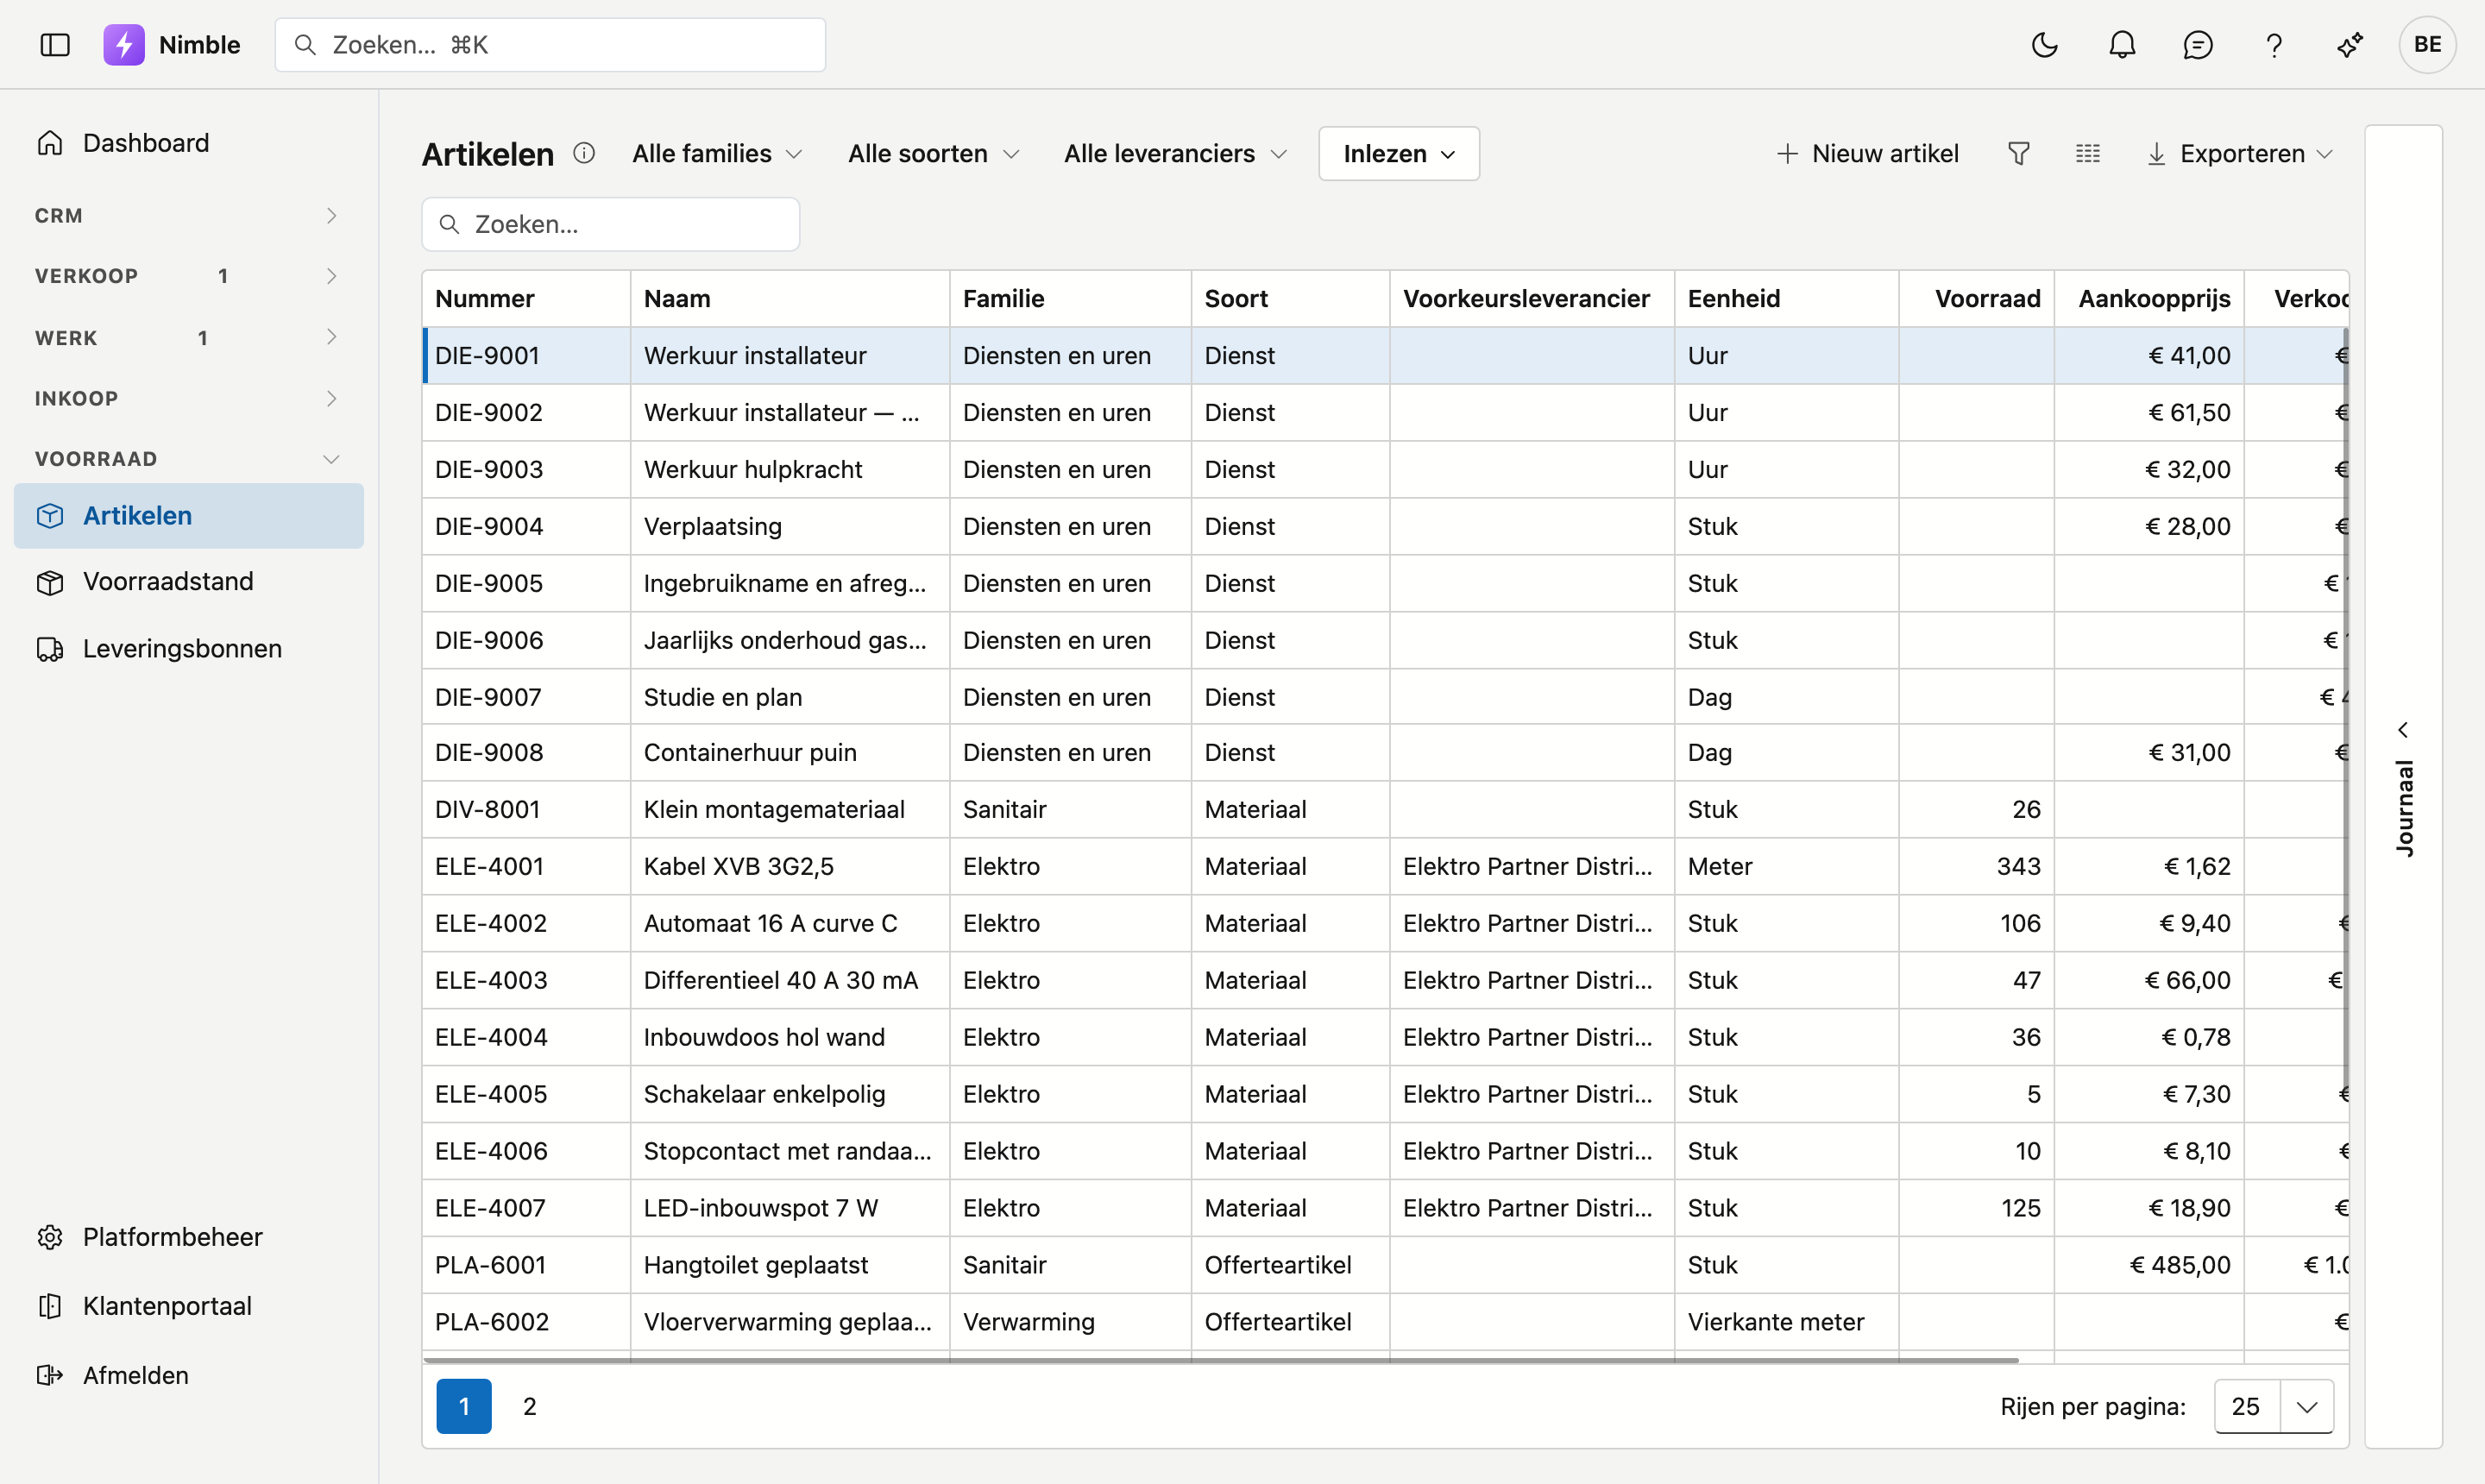 Nimble
Zoeken... ⌘K
BE
Dashboard
CRM
VERKOOP 1
WERK 1
INKOOP
VOORRAAD
Artikelen
Voorraadstand
Leveringsbonnen
Platformbeheer
Klantenportaal
Afmelden
Artikelen Alle families Alle soorten Alle leveranciers Inlezen Nieuw artikel Exporteren
Zoeken...
Nummer Naam Familie Soort Voorkeursleverancier Eenheid Voorraad Aankoopprijs
DIE-9001 Werkuur installateur Diensten en uren Dienst Uur € 41,00 €
DIE-9002 Werkuur installateur — ... Diensten en uren Dienst Uur € 61,50 €
DIE-9003 Werkuur hulpkracht Diensten en uren Dienst Uur € 32,00 €
DIE-9004 Verplaatsing Diensten en uren Dienst Stuk € 28,00 €
DIE-9005 Ingebruikname en afreg... Diensten en uren Dienst Stuk €
DIE-9006 Jaarlijks onderhoud gas... Diensten en uren Dienst Stuk €
DIE-9007 Studie en plan Diensten en uren Dienst Dag €
DIE-9008 Containerhuur puin Diensten en uren Dienst Dag € 31,00 €
DIV-8001 Klein montagemateriaal Sanitair Materiaal Stuk 26
ELE-4001 Kabel XVB 3G2,5 Elektro Materiaal Elektro Partner Distri... Meter 343 € 1,62
ELE-4002 Automaat 16 A curve C Elektro Materiaal Elektro Partner Distri... Stuk 106 € 9,40 €
ELE-4003 Differentieel 40 A 30 mA Elektro Materiaal Elektro Partner Distri... Stuk 47 € 66,00 €
ELE-4004 Inbouwdoos hol wand Elektro Materiaal Elektro Partner Distri... Stuk 36 € 0,78
ELE-4005 Schakelaar enkelpolig Elektro Materiaal Elektro Partner Distri... Stuk 5 € 7,30 €
ELE-4006 Stopcontact met randaa... Elektro Materiaal Elektro Partner Distri... Stuk 10 € 8,10 €
ELE-4007 LED-inbouwspot 7 W Elektro Materiaal Elektro Partner Distri... Stuk 125 € 18,90 €
PLA-6001 Hangtoilet geplaatst Sanitair Offerteartikel Stuk € 485,00 €
PLA-6002 Vloerverwarming geplaa... Verwarming Offerteartikel Vierkante meter €
1 2 Rijen per pagina: 25
Journaal